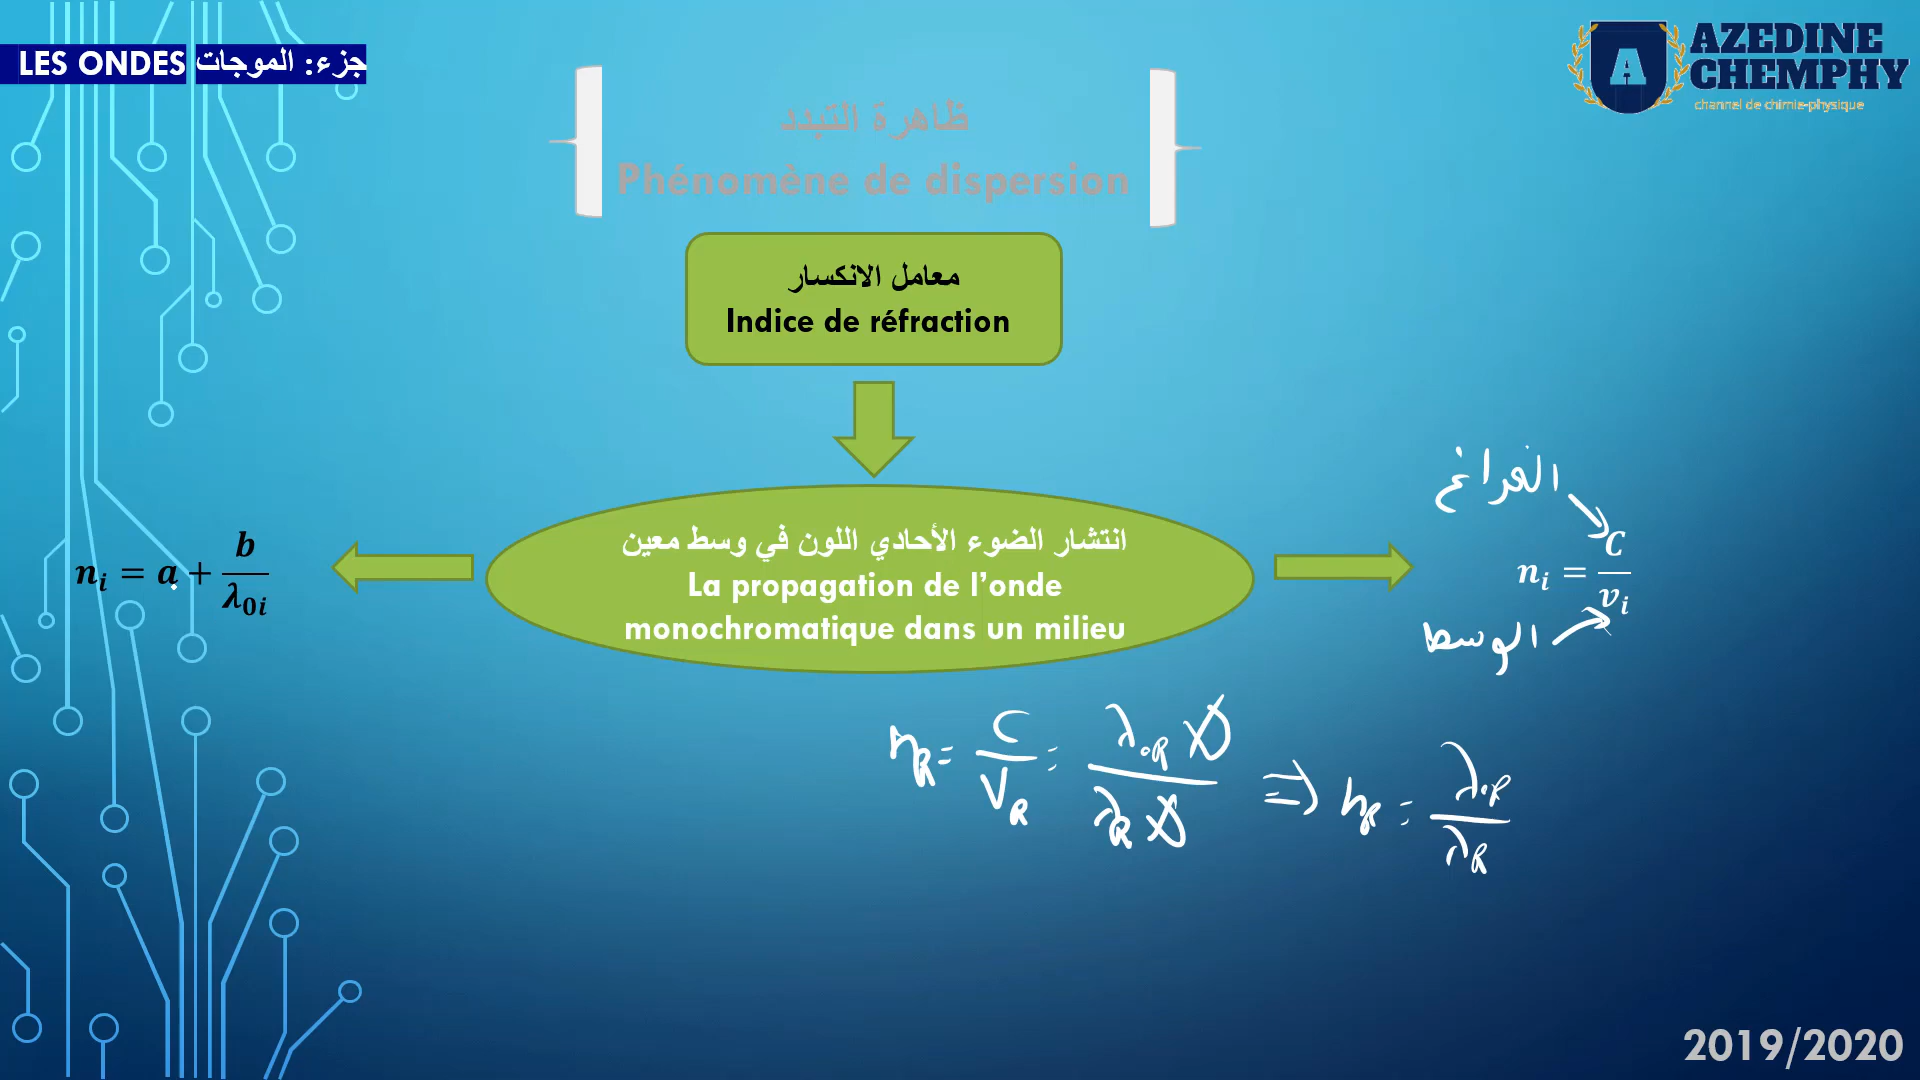 LES ONDES جزء: الموجات
AZEDINE
CHEMPHY
channel de chimie-physique
ظاهرة التبدد
Phénomène de dispersion
معامل الانكسار
Indice de réfraction
انتشار الضوء الأحادي اللون في وسط معين
La propagation de l’onde
monochromatique dans un milieu
nᵢ = a + b/λ₀ᵢ
الفراغ
nᵢ = C/vᵢ
الوسط
n_R = C/V_R = λ₀R ν/λ_R ν ⇒ n_R = λ₀R/λ_R
2019/2020